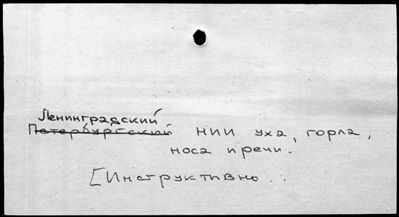 Ленинградский
Петербургский НИИ уха, горла,
носа и речи.
[Инструктивно...